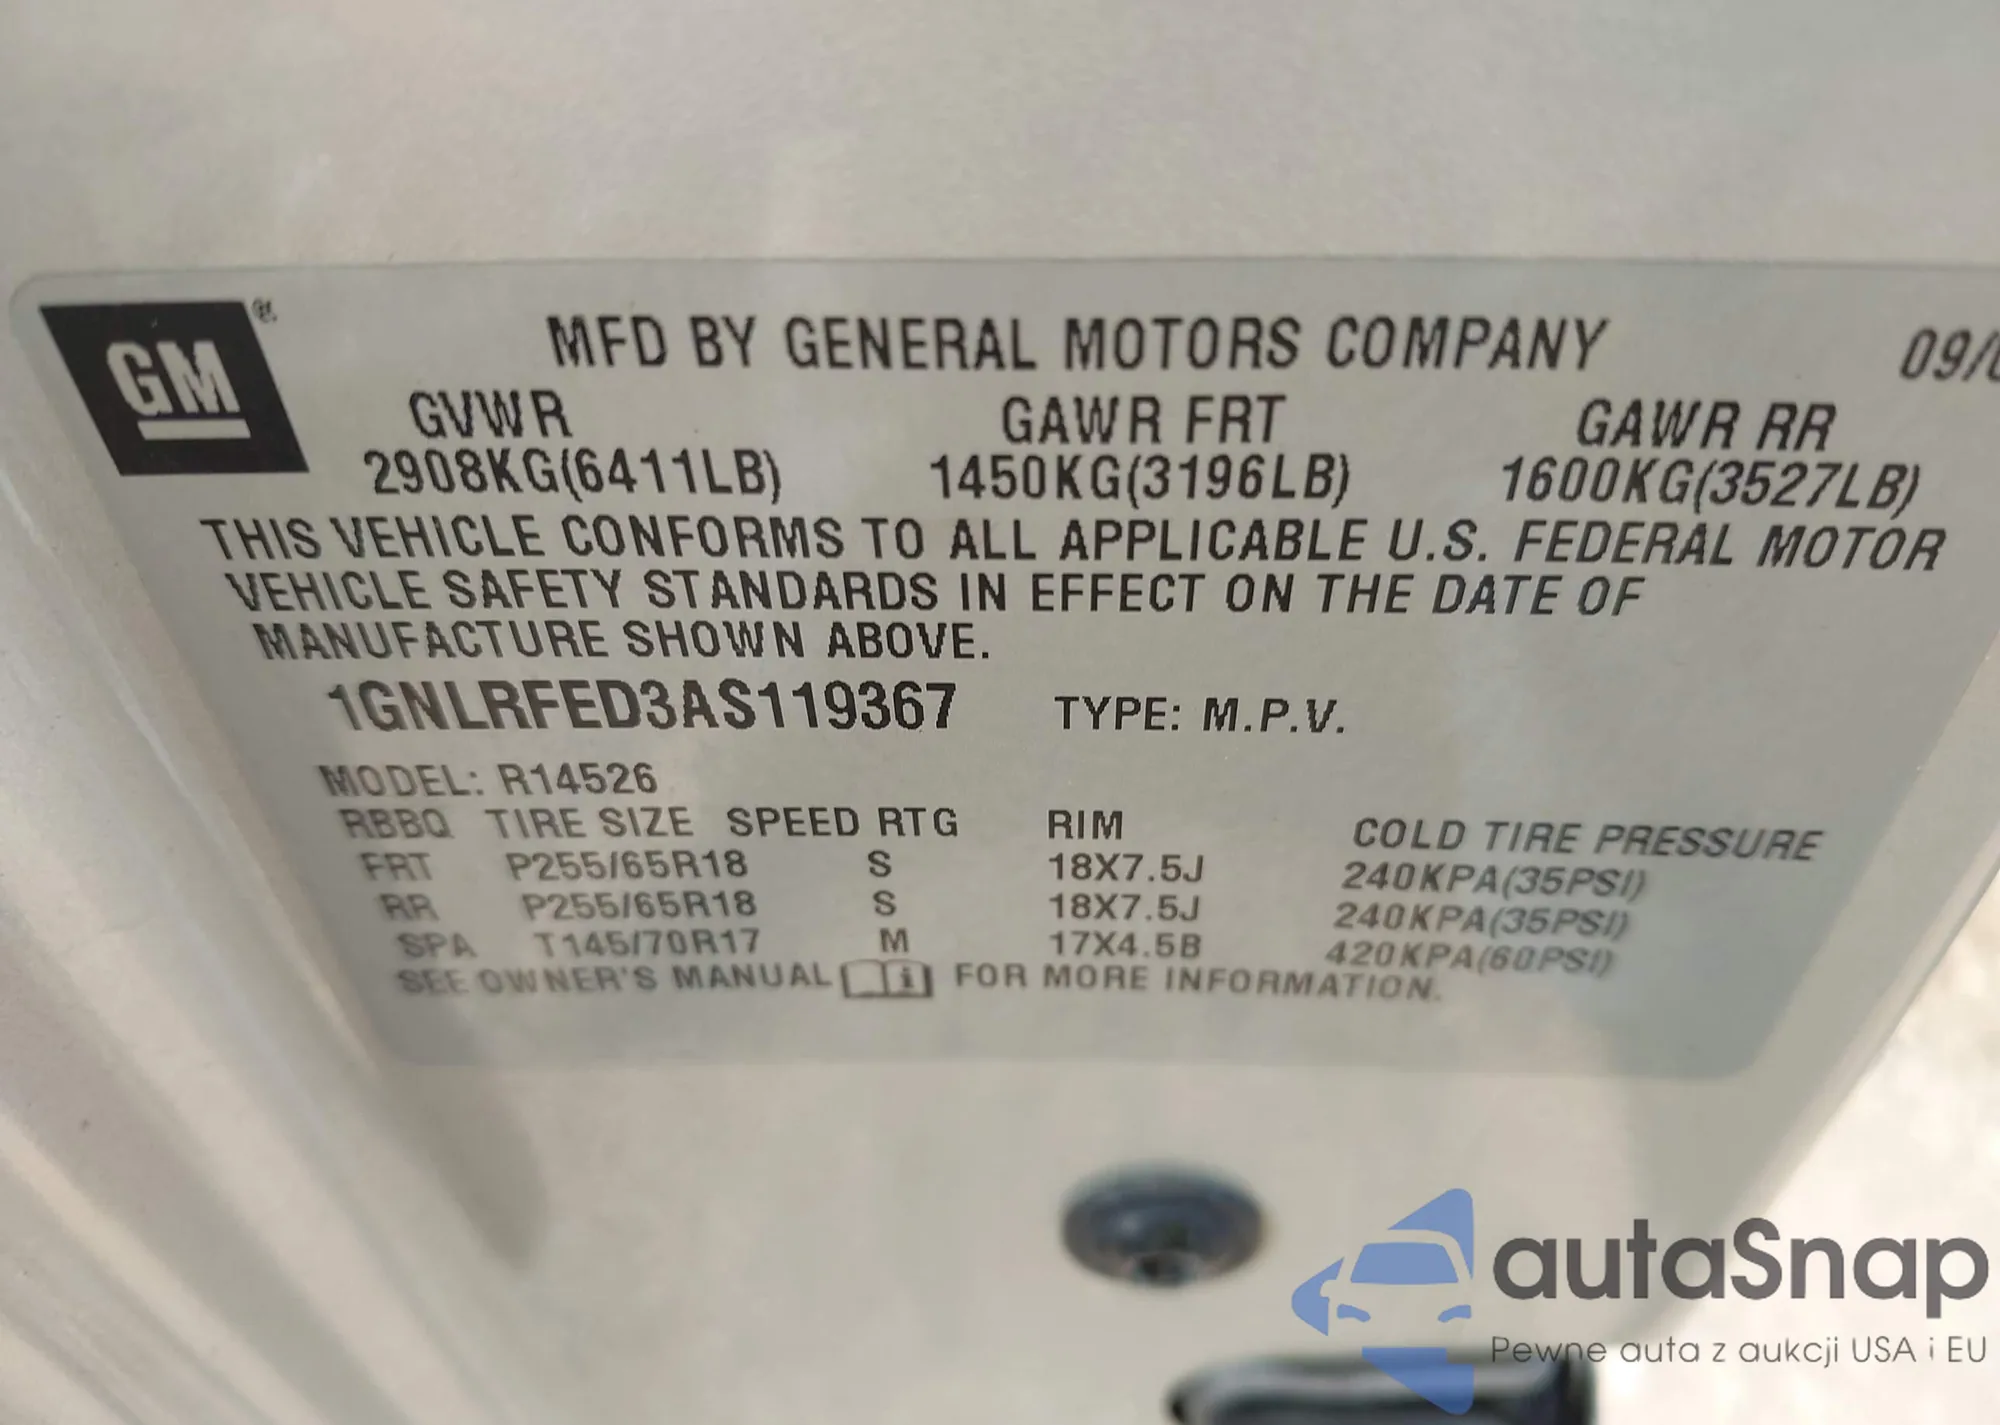 GM ®.
MFD BY GENERAL MOTORS COMPANY 09/0
GVWR GAWR FRT GAWR RR
2908KG(6411LB) 1450KG(3196LB) 1600KG(3527LB)
THIS VEHICLE CONFORMS TO ALL APPLICABLE U.S. FEDERAL MOTOR
VEHICLE SAFETY STANDARDS IN EFFECT ON THE DATE OF
MANUFACTURE SHOWN ABOVE.
1GNLRFED3AS119367 TYPE: M.P.V.
MODEL: R14526
RBBQ TIRE SIZE SPEED RTG RIM COLD TIRE PRESSURE
FRT P255/65R18 S 18X7.5J 240KPA(35PSI)
RR P255/65R18 S 18X7.5J 240KPA(35PSI)
SPA T145/70R17 M 17X4.5B 420KPA(60PSI)
SEE OWNER'S MANUAL i FOR MORE INFORMATION.
autaSnap
Pewne auta z aukcji USA i EU